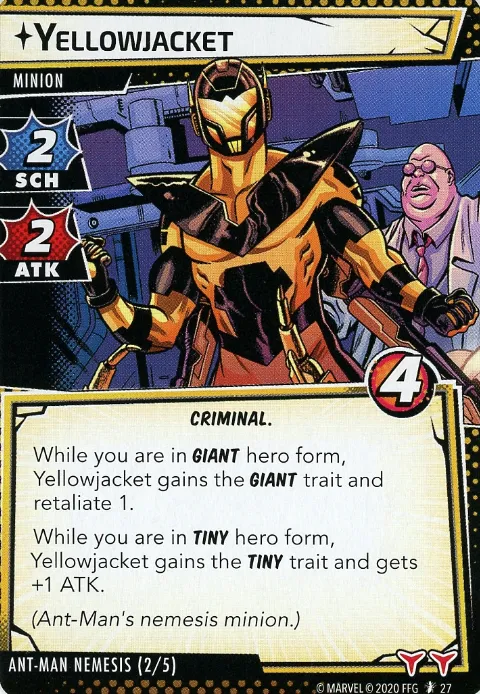 YELLOWJACKET
MINION
2
SCH
2
ATK
4
CRIMINAL.
While you are in GIANT hero form,
Yellowjacket gains the GIANT trait and
retaliate 1.
While you are in TINY hero form,
Yellowjacket gains the TINY trait and gets
+1 ATK.
(Ant-Man's nemesis minion.)
ANT-MAN NEMESIS (2/5)
© MARVEL © 2020 FFG 27